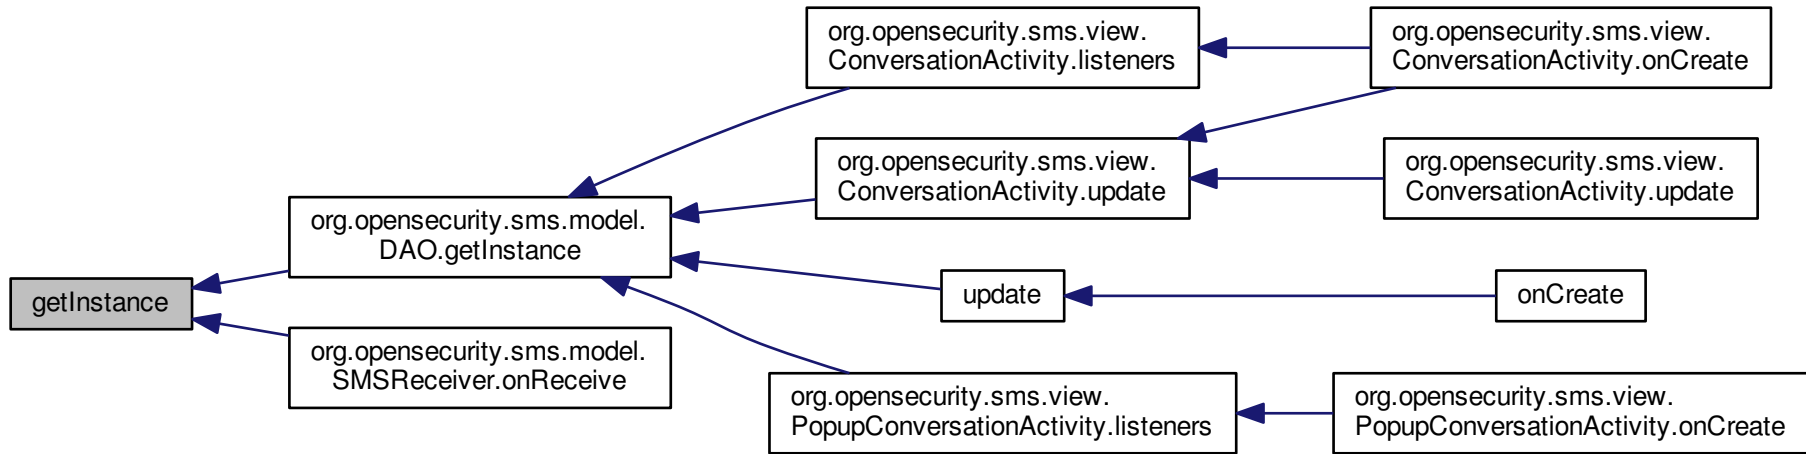 getInstance
org.opensecurity.sms.model.
DAO.getInstance
org.opensecurity.sms.model.
SMSReceiver.onReceive
org.opensecurity.sms.view.
ConversationActivity.listeners
org.opensecurity.sms.view.
ConversationActivity.update
update
org.opensecurity.sms.view.
PopupConversationActivity.listeners
org.opensecurity.sms.view.
ConversationActivity.onCreate
org.opensecurity.sms.view.
ConversationActivity.update
onCreate
org.opensecurity.sms.view.
PopupConversationActivity.onCreate